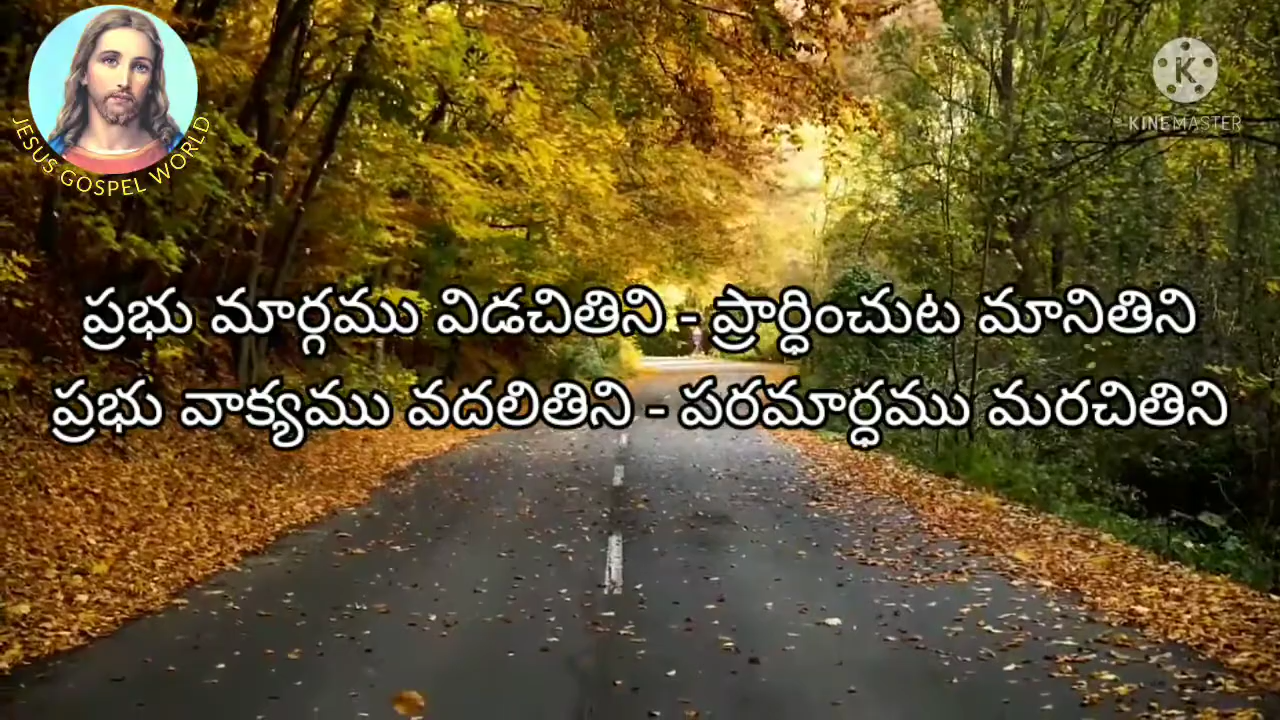 JESUS GOSPEL WORLD
KINEMASTER
ప్రభు మార్గము విడచితిని - ప్రార్ధించుట మానితిని
ప్రభు వాక్యము వదలితిని - పరమార్ధము మరచితిని